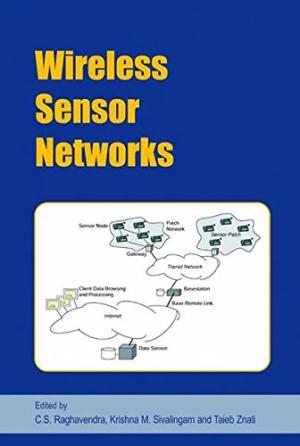 Wireless
Sensor
Networks
Sensor Node
Patch
Network
Sensor Patch
Gateway
Transit Network
Client Data Browsing
and Processing
Basestation
Base-Remote Link
Internet
Data Service
Edited by
C.S. Raghavendra, Krishna M. Sivalingam and Taieb Znati